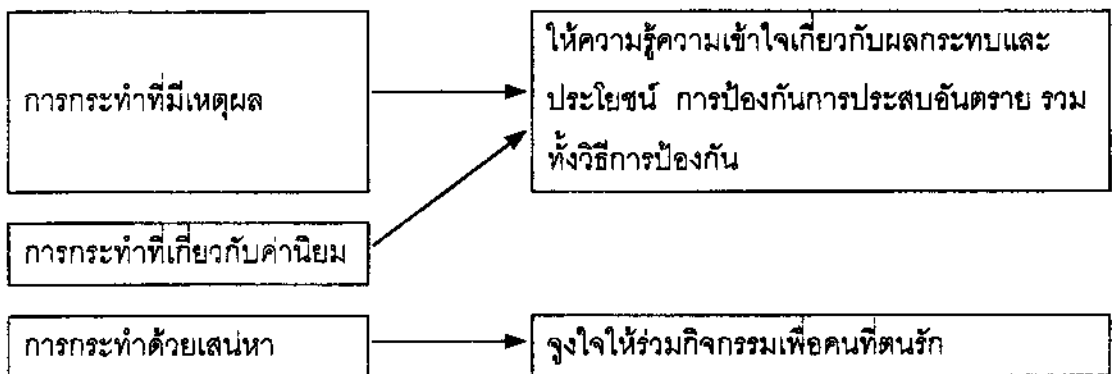 การกระทำที่มีเหตุผล
ให้ความรู้ความเข้าใจเกี่ยวกับผลกระทบและ
ประโยชน์ การป้องกันการประสบอันตราย รวม
ทั้งวิธีการป้องกัน
การกระทำที่เกี่ยวกับค่านิยม
การกระทำด้วยเสน่หา
จูงใจให้ร่วมกิจกรรมเพื่อคนที่ตนรัก